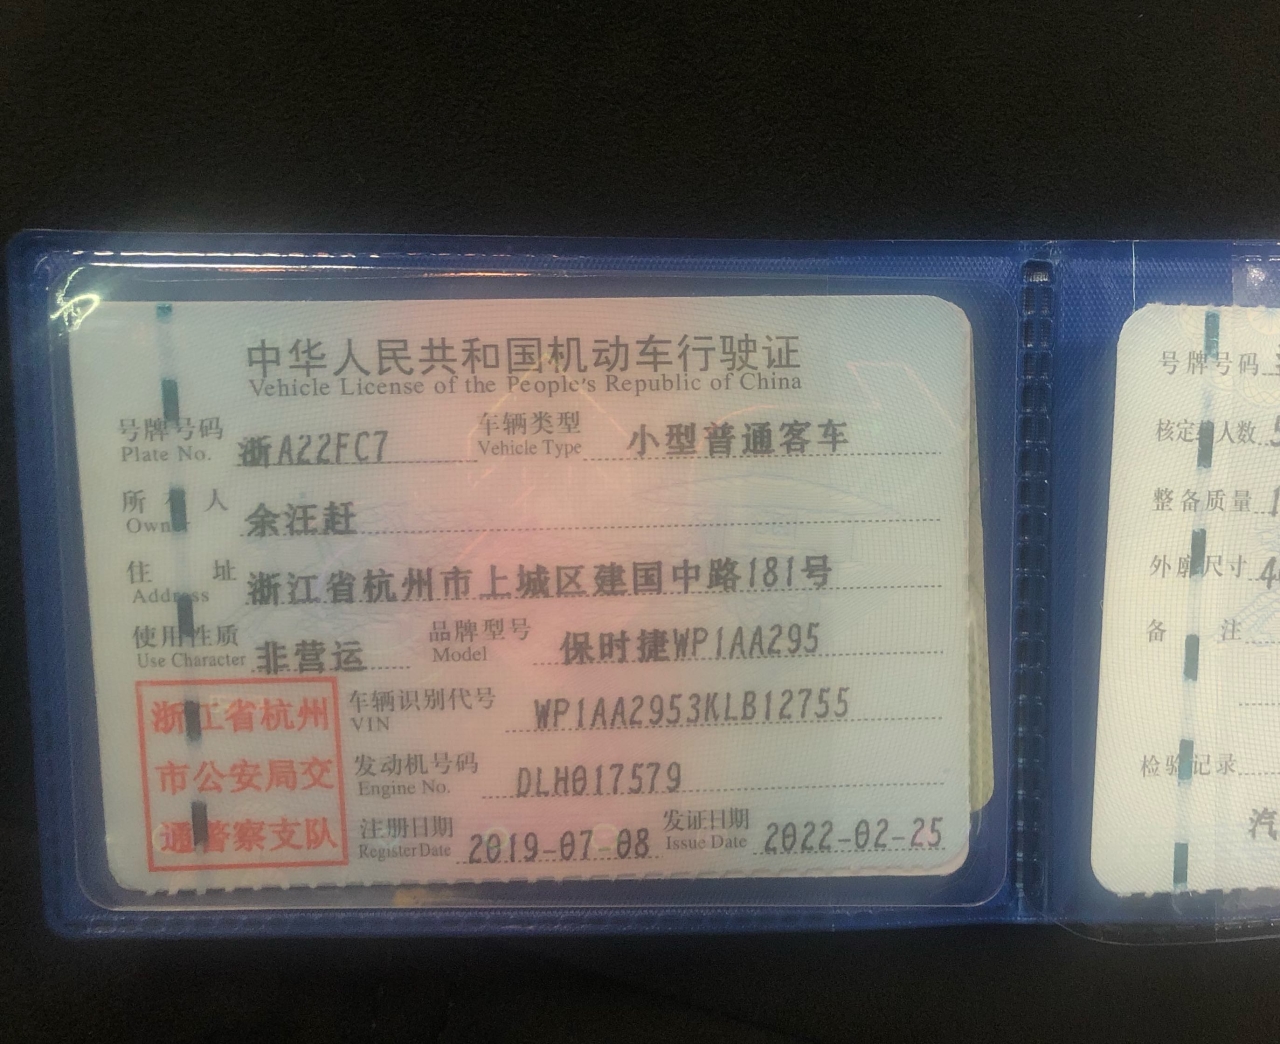 中华人民共和国机动车行驶证
Vehicle License of the People's Republic of China
号牌号码 浙A22FC7 车辆类型 小型普通客车
Plate No. Vehicle Type
所有人 余汪赶
Owner
住址 浙江省杭州市上城区建国中路181号
Address
使用性质 非营运 品牌型号 保时捷WP1AA295
Use Character Model
浙江省杭州
市公安局交
通警察支队
车辆识别代号 WP1AA2953KLB12755
VIN
发动机号码 DLH017579
Engine No.
注册日期 2019-07-08 发证日期 2022-02-25
Register Date Issue Date
号牌号码
核定载人数 5
整备质量
外廓尺寸 4
备注
检验记录
汽